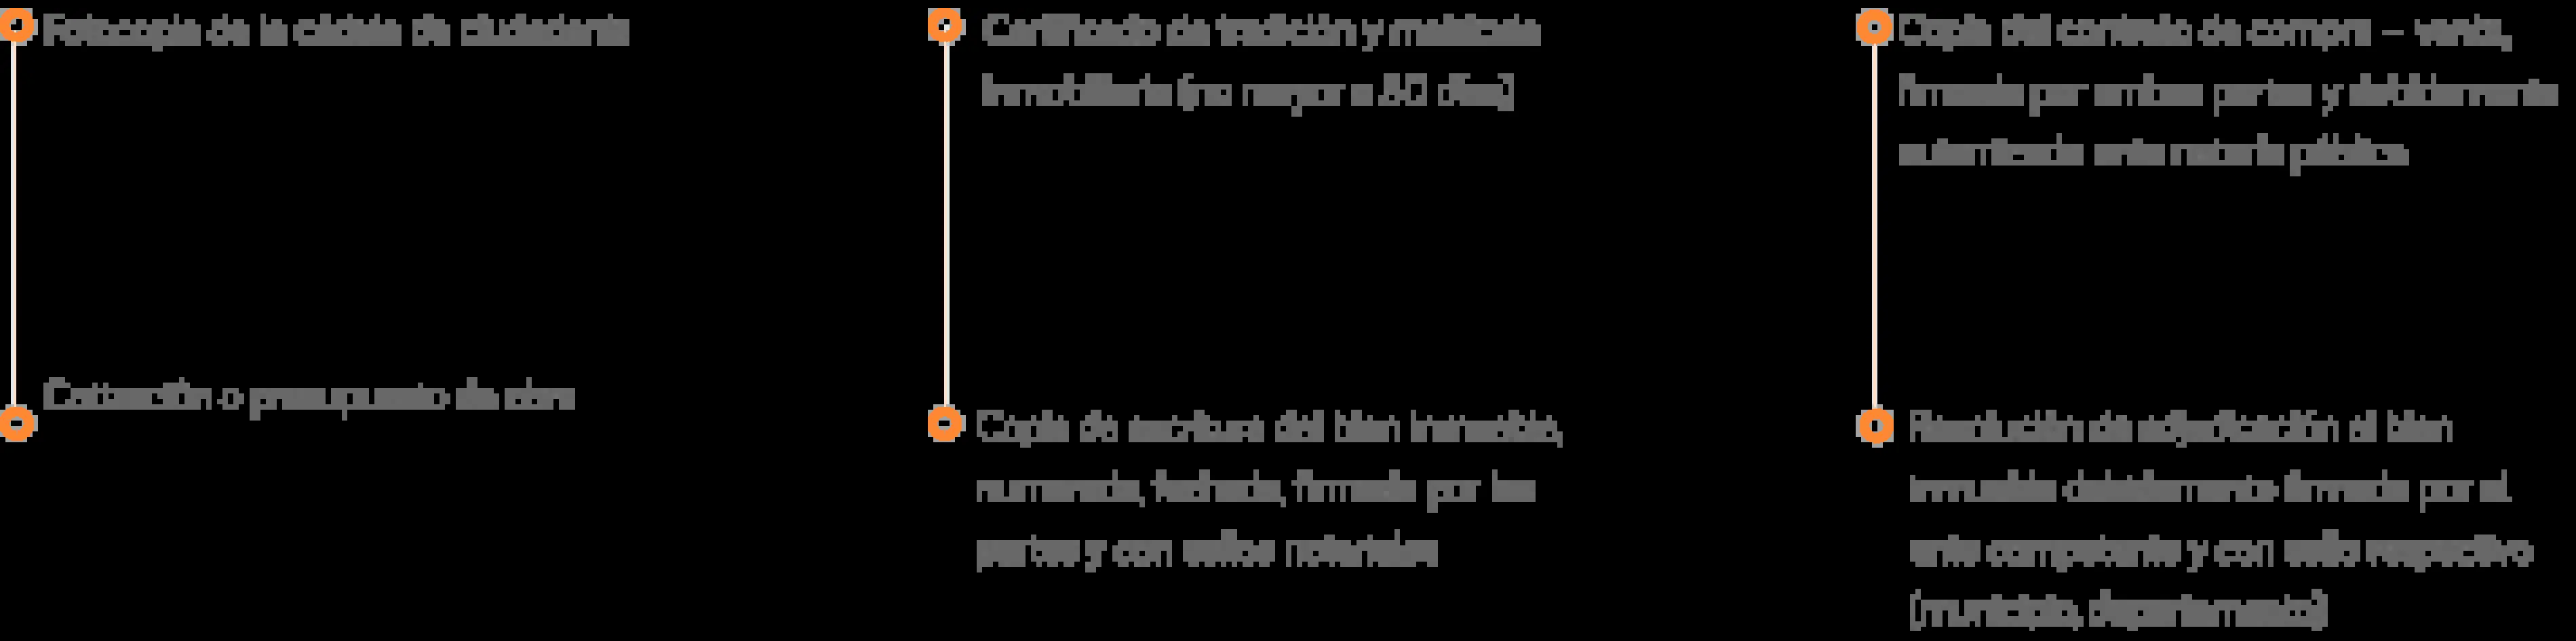 Fotocopia de la cédula de ciudadanía
Cotización o presupuesto de obra
Certificado de tradición y matrícula
Inmobiliaria (no mayor a 30 días)
Copia de escritura del bien inmueble,
numerada, fechada, firmada por las
partes y con sellos notariales
Copia del contrato de compra – venta,
firmada por ambas partes y debidamente
autenticada ante notaría pública.
Resolución de adjudicación el bien
inmueble debidamente firmada por el
ente competente y con sello respectivo
(municipio, departamento)